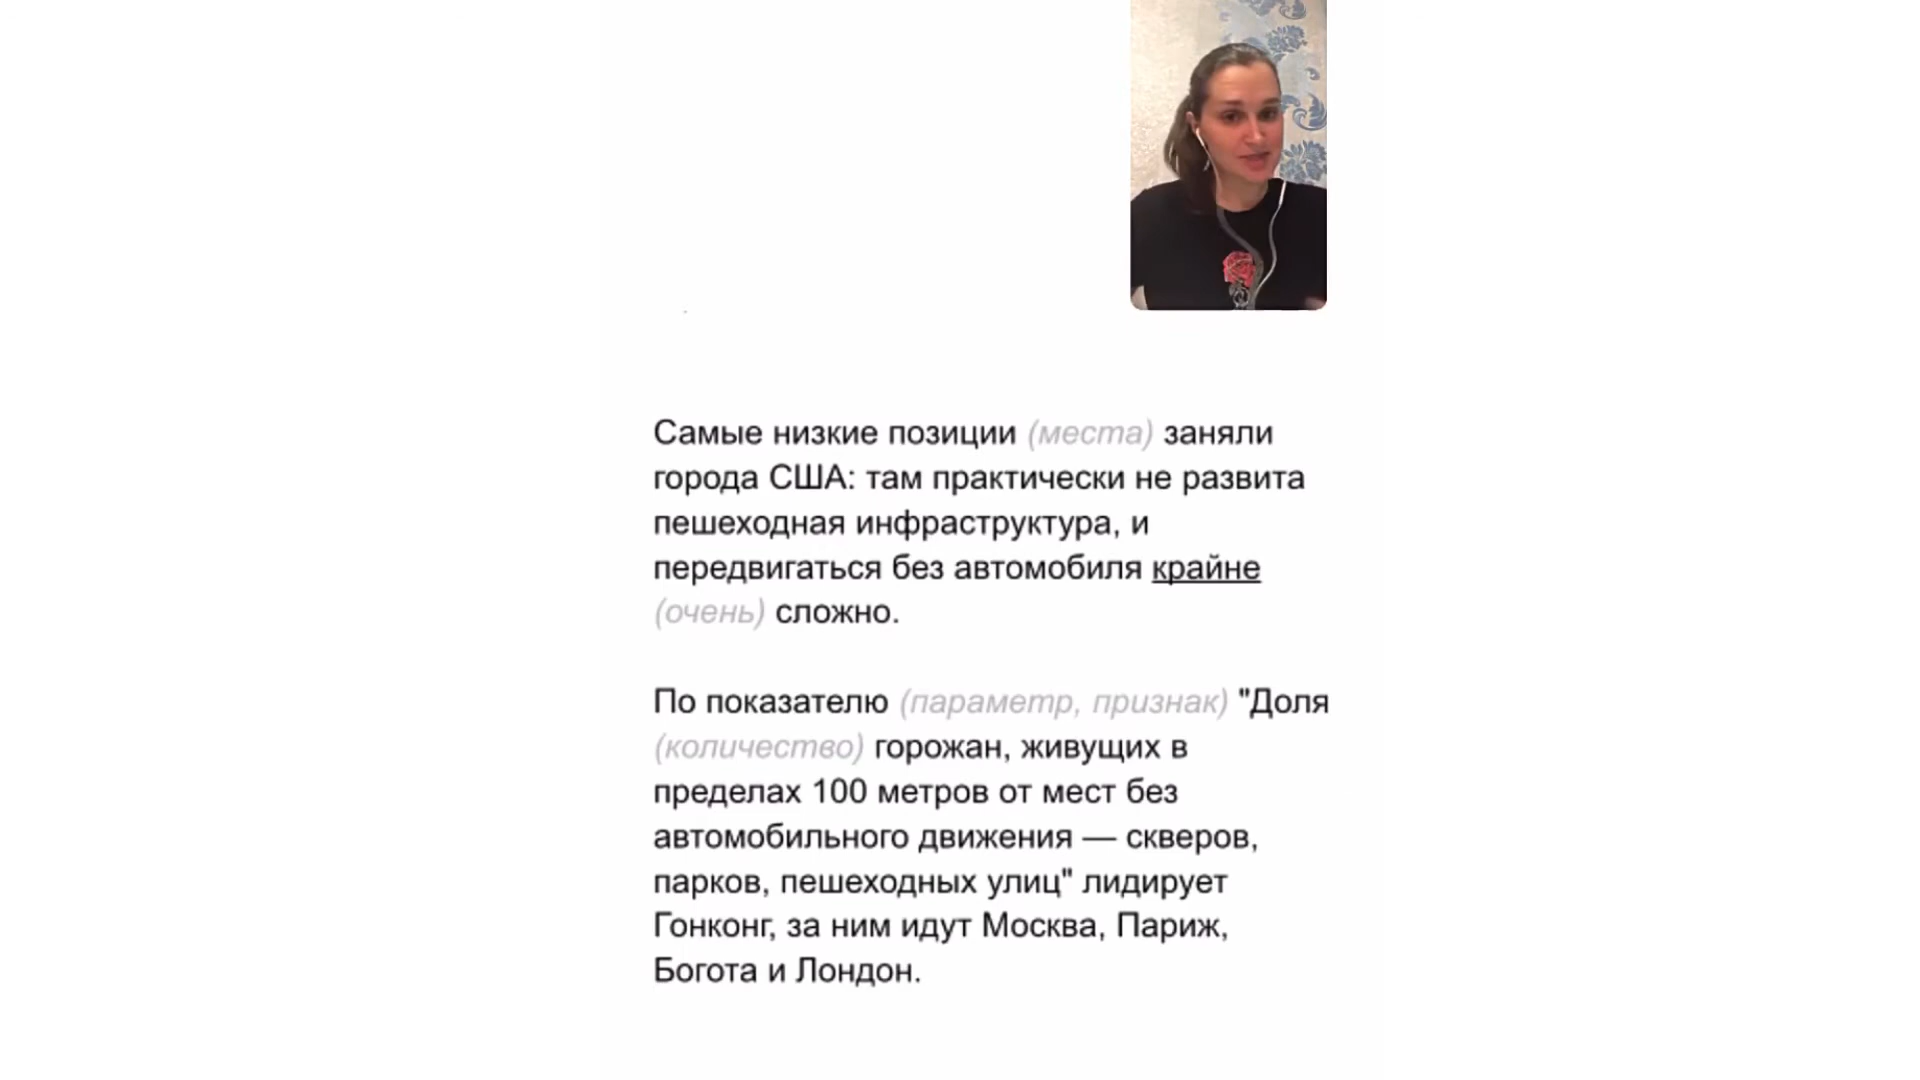 Самые низкие позиции (места) заняли
города США: там практически не развита
пешеходная инфраструктура, и
передвигаться без автомобиля крайне
(очень) сложно.
По показателю (параметр, признак) "Доля
(количество) горожан, живущих в
пределах 100 метров от мест без
автомобильного движения — скверов,
парков, пешеходных улиц" лидирует
Гонконг, за ним идут Москва, Париж,
Богота и Лондон.